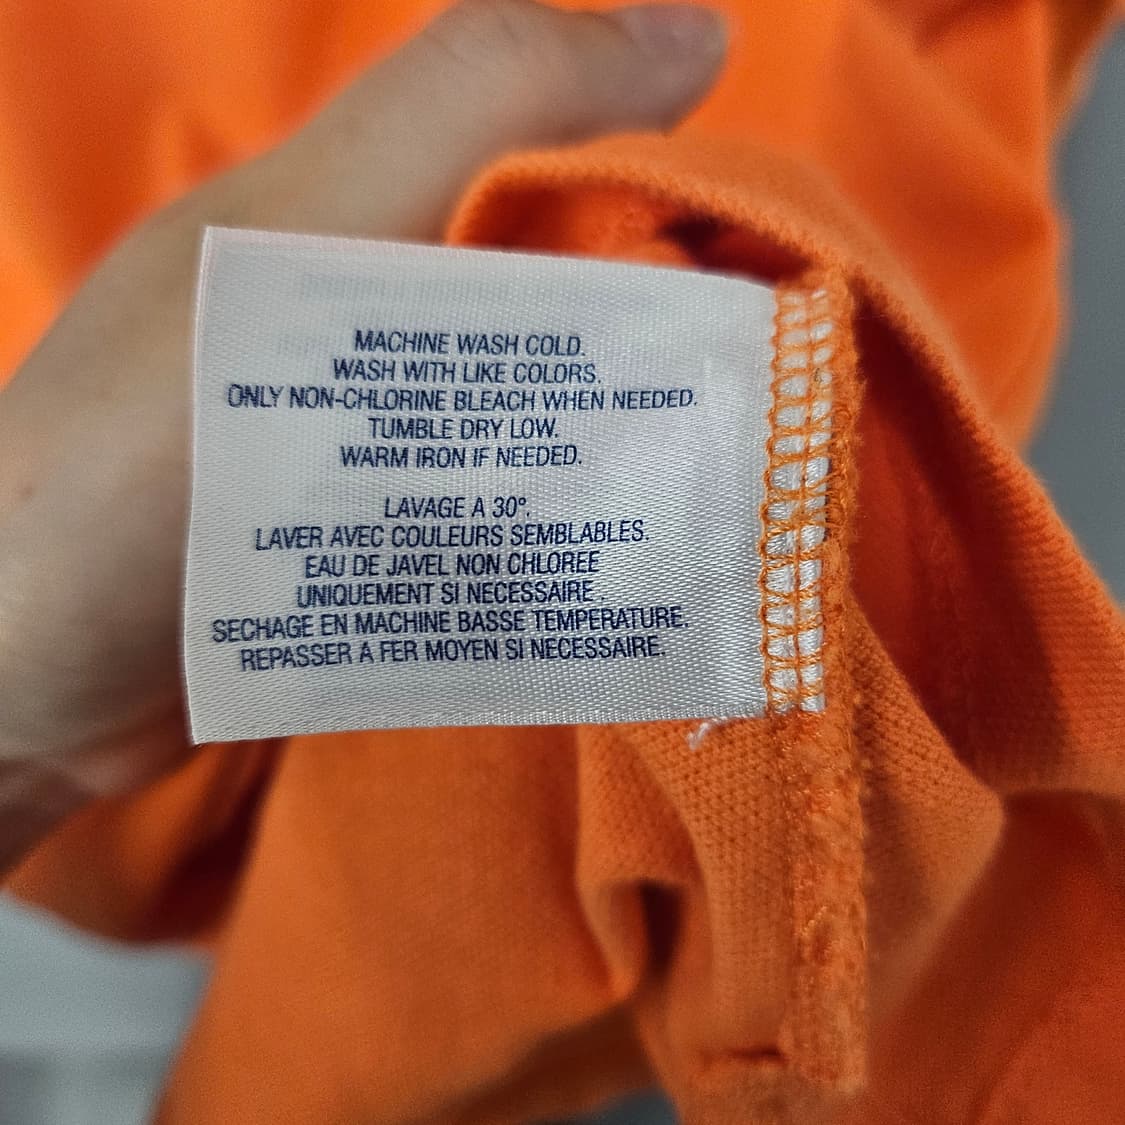 MACHINE WASH COLD.
WASH WITH LIKE COLORS.
ONLY NON-CHLORINE BLEACH WHEN NEEDED.
TUMBLE DRY LOW.
WARM IRON IF NEEDED.
LAVAGE A 30°.
LAVER AVEC COULEURS SEMBLABLES.
EAU DE JAVEL NON CHLOREE
UNIQUEMENT SI NECESSAIRE.
SECHAGE EN MACHINE BASSE TEMPERATURE.
REPASSER A FER MOYEN SI NECESSAIRE.